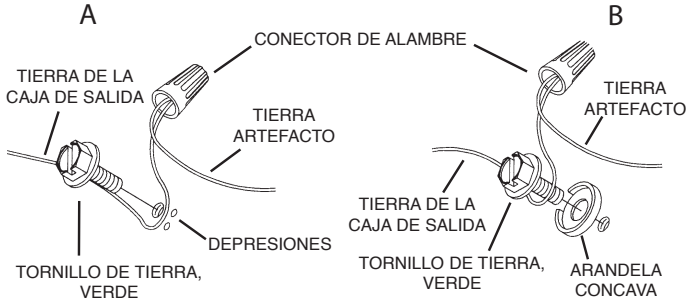 A
B
CONECTOR DE ALAMBRE
TIERRA DE LA
CAJA DE SALIDA
TIERRA
ARTEFACTO
TIERRA
ARTEFACTO
TIERRA DE LA
CAJA DE SALIDA
DEPRESIONES
TORNILLO DE TIERRA,
VERDE
TORNILLO DE TIERRA,
VERDE
ARANDELA
CONCAVA